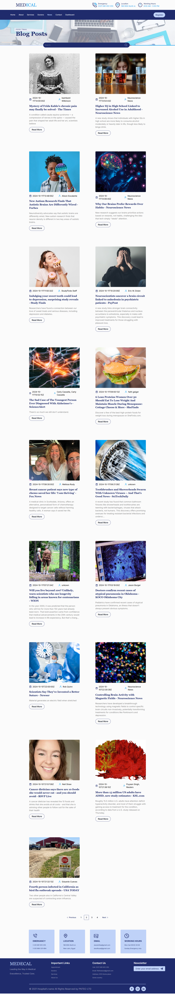 MEDICAL
Emergency
(237) 681-812-255
Location
166 90th North st.
Working Hours
8:00 AM - 5:00 PM
Home
About
Services
Doctors
News
Contact
Dashboard
Register
Home / News
Blog Posts
Search
2024-10-
11T14:00:00Z
Isambard
Wilkinson
Mystery of Frida Kahlo's chronic pain
may finally be solved - The Times
A condition called cauda equina syndrome — a
compression of nerves in the spine — caused the
pain that shaped her adult life and her art, scientists
believe
Read More
2024-10-
11T13:54:43Z
Neuroscience
News
Higher IQ in High School Linked to
Increased Alcohol Use in Adulthood -
Neuroscience News
A new study shows that individuals with higher IQs in
high school are more likely to consume alcohol
moderately or heavily later in life, though less likely to
binge drink.
Read More
2024-10-11T13:48:55Z
Alison Escalante
New Autism Research Finds That
Autistic Brains Are Differently Wired -
Forbes
Neurodiversity advocates say that autistic brains are
differently wired. New autism research finds that
neuron density is different in two key areas of autistic
brains.
Read More
2024-10-
11T13:06:40Z
Neuroscience
News
Why Our Brains Prefer Rewards Over
Habits - Neuroscience News
New research suggests our brains prioritize actions
based on rewards, not habits, challenging the idea
that tech simply "steals" attention.
Read More
2024-10-11T11:50:32Z
StudyFinds Staff
Indulging your sweet tooth could lead
to depression, surprising study reveals
- Study Finds
Researchers have found a connection between our
love of sweet treats and serious diseases, including
depression and diabetes.
Read More
2024-10-11T10:20:09Z
Eric W. Dolan
Neuroscientists uncover a brain circuit
linked to anhedonia in psychiatric
patients - PsyPost
A new study links stronger brain connectivity
between the paraventricular thalamus and nucleus
accumbens to anhedonia, especially in males with
psychiatric symptoms. This discovery could lead to
improved treatments for those struggling with
pleasure loss.
Read More
2024-10-
11T10:02:15Z
Carly Cassella, Carly
Cassella
The Sad Case of The Youngest Person
Ever Diagnosed With Alzheimer's -
ScienceAlert
There's so much we still don't understand.
Read More
2024-10-11T09:00:13Z
faith geiger
6 Lean Proteins Women Over 50
Should Eat To Lose Weight And
Maintain Muscle During Menopause:
Cottage Cheese & More - SheFinds
Discover a few of the best high-protein foods for
weight loss during menopause on SheFinds.com.
Read More
2024-10-11T08:30:00Z
Melissa Rudy
Breast cancer patient says new type of
chemo saved her life: 'I am thriving' -
Fox News
A medical clinic in Scottsdale, Arizona, offers an
alternative, personalized form of chemotherapy
designed to target cancer cells without harming
healthy cells. A woman says it saved her life.
Read More
2024-10-11T08:21:39Z
unkown
Toothbrushes and Showerheads Swarm
With Unknown Viruses – And That's
Good News - SciTechDaily
A recent study has found that common bathroom
fixtures like showerheads and toothbrushes are
teeming with bacteriophages, viruses that attack
bacteria, not humans. This discovery offers promising
avenues for treating resistant bacterial infections and
undersc...
Read More
2024-10-11T07:21:34Z
unkown
Will you live beyond 100? Unlikely,
warn scientists who see longevity
falling in areas known for centenarians
- WION
In the year 2000, it was predicted that the person
who will live for more than 150 years had already
been born. That bold assertion came from confidence
that medical advancements in the 20th century would
lead to increase in life expectancy. But that's chang...
Read More
2024-10-11T03:19:00Z
Jason Burger
Doctors confirm recent cases of
atypical pneumonia in Oklahoma -
KOCO Oklahoma City
Pediatrics have confirmed recent cases of atypical
pneumonia in Oklahoma, an illness that doesn't
always present obvious symptoms.
Read More
2024-10-10T23:00:00Z
Rob Quinn
Scientists Say They've Invented a Better
Suture - Newser
Material generates an electric field when stretched
Read More
2024-10-
10T22:30:39Z
Neuroscience
News
Controlling Brain Activity with
Magnetic Fields - Neuroscience News
Researchers have developed a breakthrough
technology using magnetic fields to control specific
brain circuits non-invasively, potentially transforming
treatments for conditions like Parkinson's and
depression.
Read More
2024-10-10T21:57:08Z
Nell Shaw
Cancer dietician says there are 10 foods
she would never eat - and you should
avoid - RSVP Live
A cancer dietician has revealed the 10 foods and
drinks that she avoids at all costs - and that she is
advising other people to follow suit for the sake of
their health
Read More
2024-10-
10T21:36:10Z
Puyaan Singh,
Reuters
More than 15 million US adults have
ADHD, new study estimates - KSL.com
Roughly 15.5 million U.S. adults have attention-deficit
hyperactivity disorder, and most of them struggle with
gaining access to treatment for the condition,
according to data from a U.S. study released on
Thursday.
Read More
STOP
2024-10-10T21:32:13Z
Eduardo Cuevas
Fourth person infected in California as
bird flu outbreak spreads - USA TODAY
Two other people also in California's Central Valley
are suspected of contracting avian influenza.
Read More
Previous
1
2
3
4
Next
EMERGANCY
(+20) 681-812-255
(+20) 666-331-894
LOCATION
166 90th North st.
New cairo, Egypt
EMAIL
WORKING HOURS
Mon-Sat 09:00-20:00
Sunday Emergency only
MEDECAL
Leading the Way in Medical
Execellence, Trusted Care.
Important Links
Appointment
Doctors
Services
About Us
Contact Us
Call: (237) 681-812-255
Address: 0123 Some place
Some country
Newsletter
Enter your email address
© 2021 Hospital's name All Rights Reserved by PNTEC-LTD